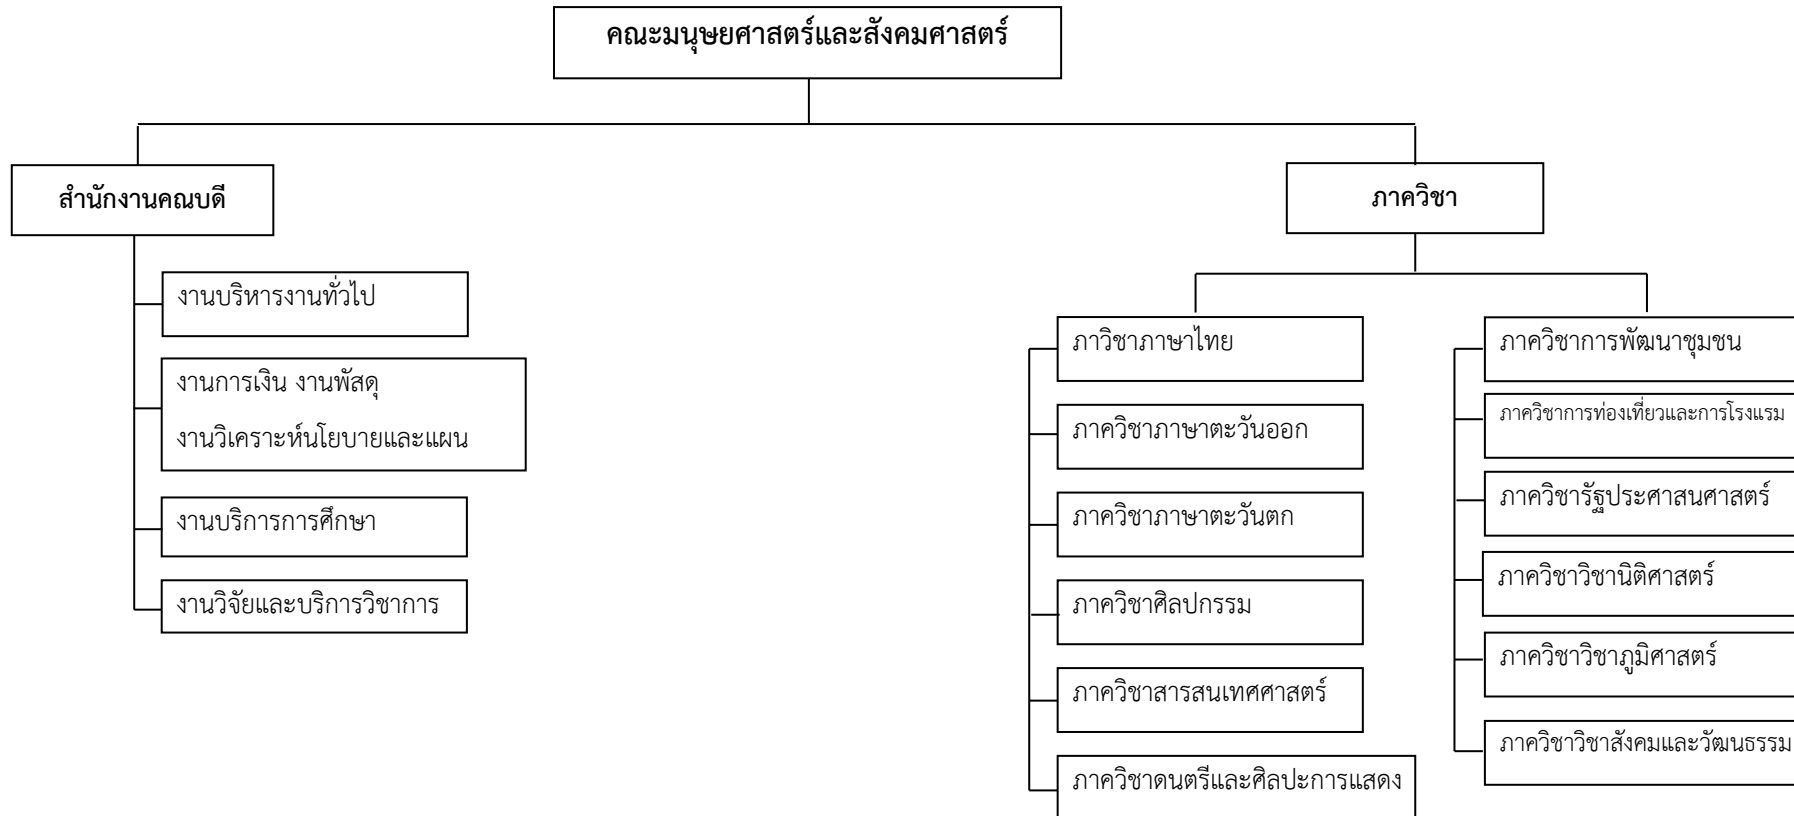 คณะมนุษยศาสตร์และสังคมศาสตร์
สำนักงานคณบดี
ภาควิชา
งานบริหารงานทั่วไป
งานการเงิน งานพัสดุ
งานวิเคราะห์นโยบายและแผน
งานบริการการศึกษา
งานวิจัยและบริการวิชาการ
ภาวิชาภาษาไทย
ภาควิชาภาษาตะวันออก
ภาควิชาภาษาตะวันตก
ภาควิชาศิลปกรรม
ภาควิชาสารสนเทศศาสตร์
ภาควิชาดนตรีและศิลปะการแสดง
ภาควิชาการพัฒนาชุมชน
ภาควิชาการท่องเที่ยวและการโรงแรม
ภาควิชารัฐประศาสนศาสตร์
ภาควิชาวิชานิติศาสตร์
ภาควิชาวิชาภูมิศาสตร์
ภาควิชาวิชาสังคมและวัฒนธรรม